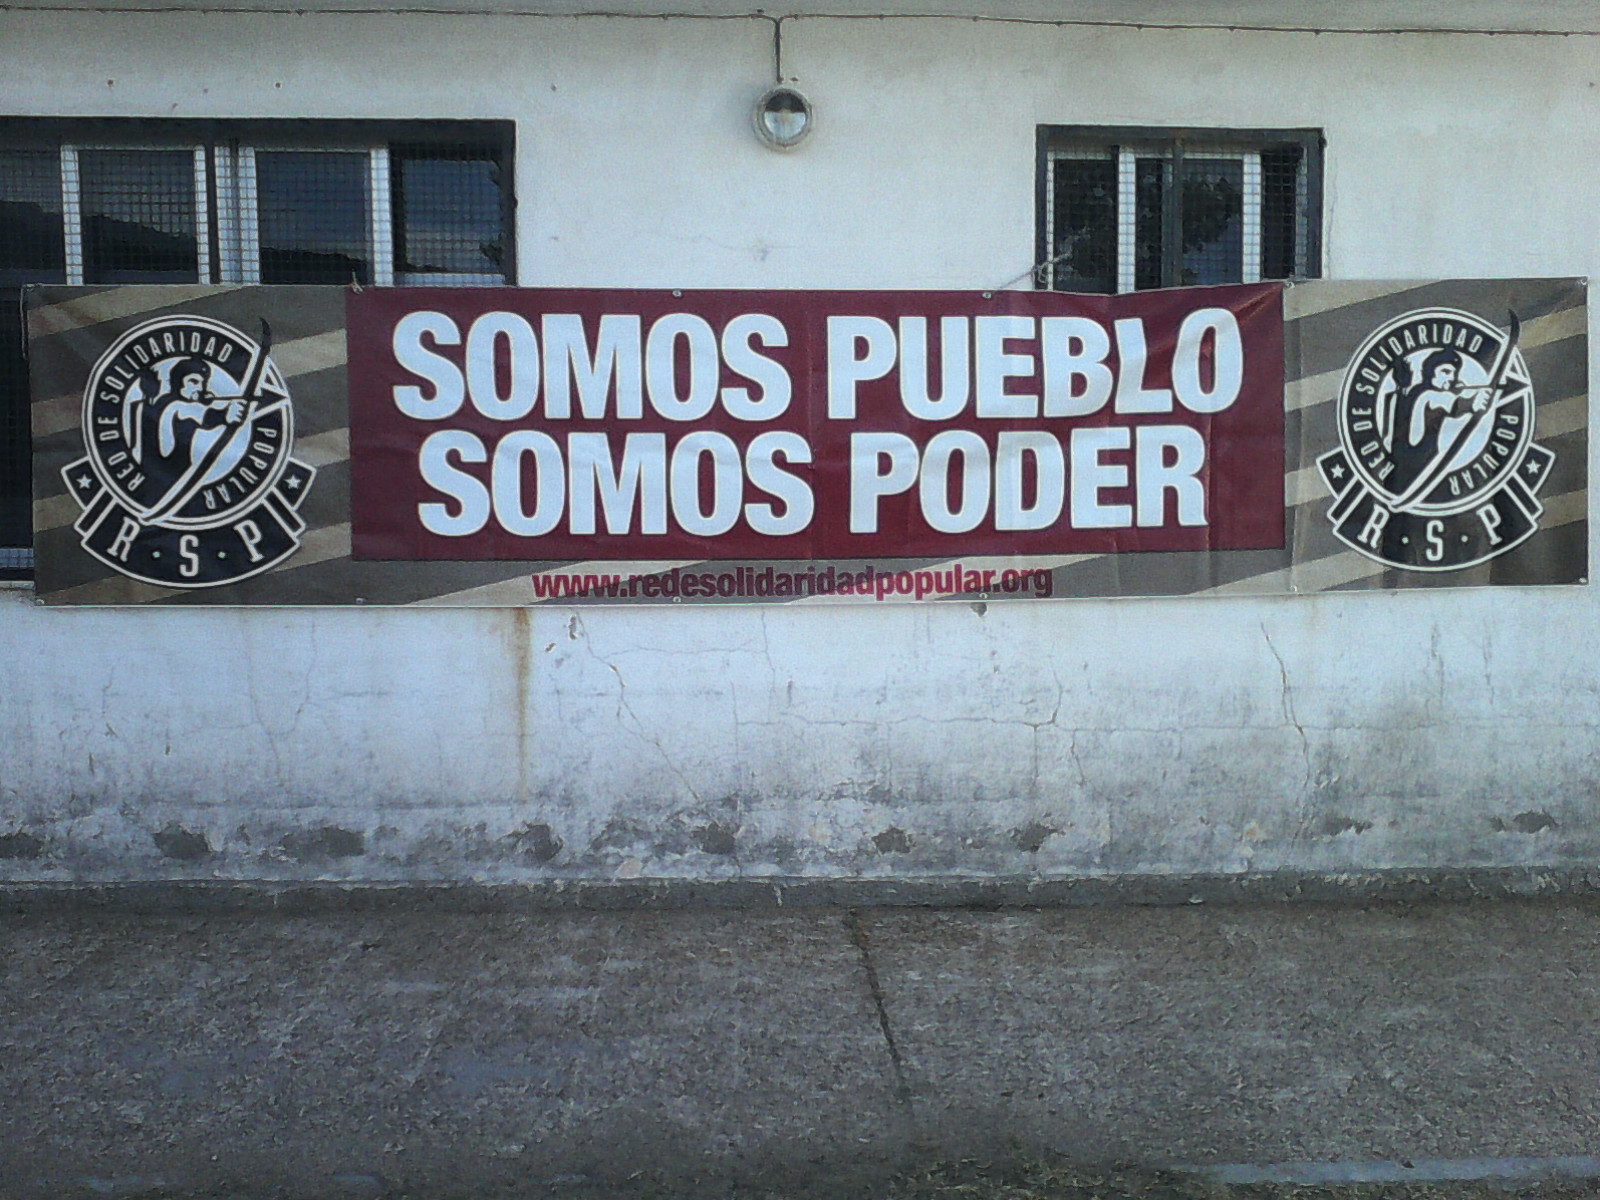 RED DE SOLIDARIDAD POPULAR
R·S·P
SOMOS PUEBLO
SOMOS PODER
www.redesolidaridadpopular.org
RED DE SOLIDARIDAD POPULAR
R·S·P